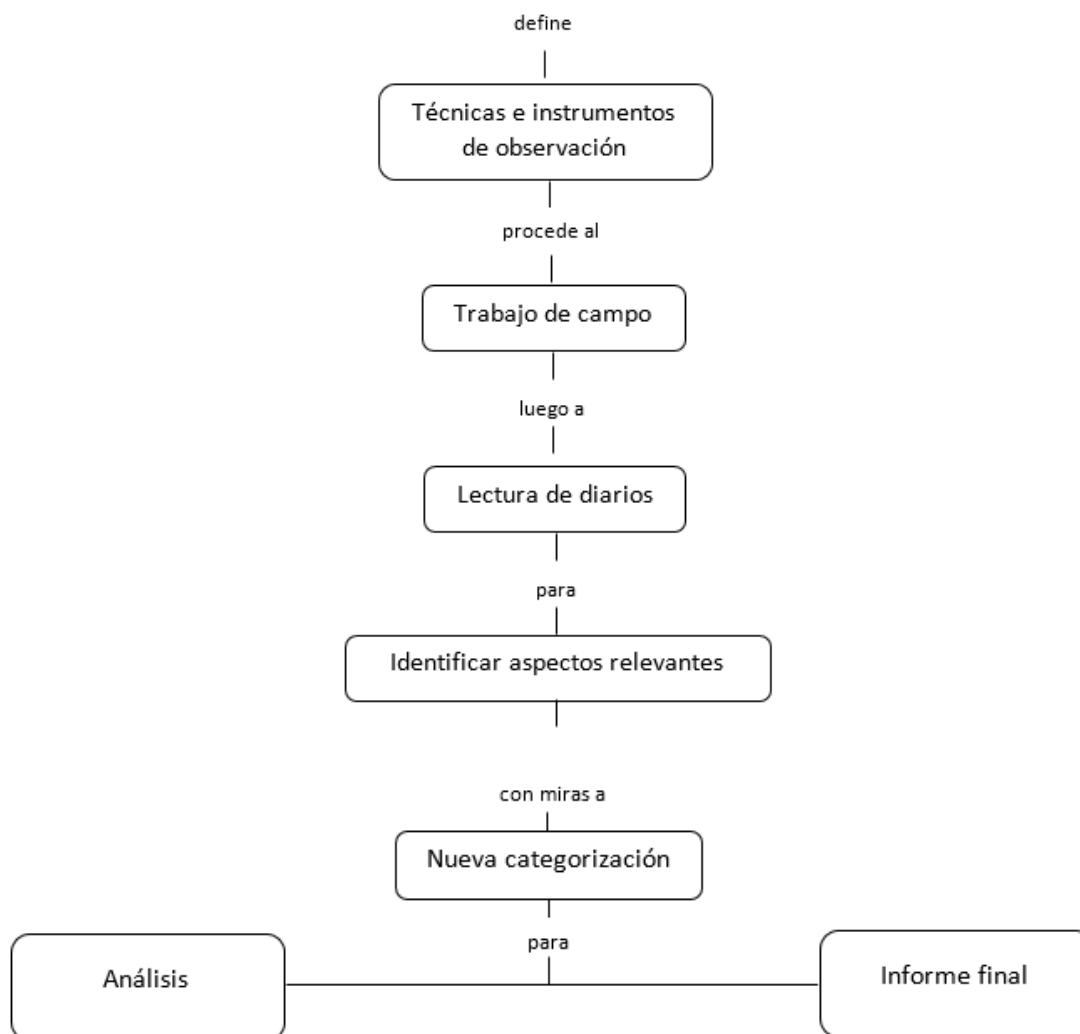 define
Técnicas e instrumentos
de observación
procede al
Trabajo de campo
luego a
Lectura de diarios
para
Identificar aspectos relevantes
con miras a
Nueva categorización
para
Análisis
Informe final